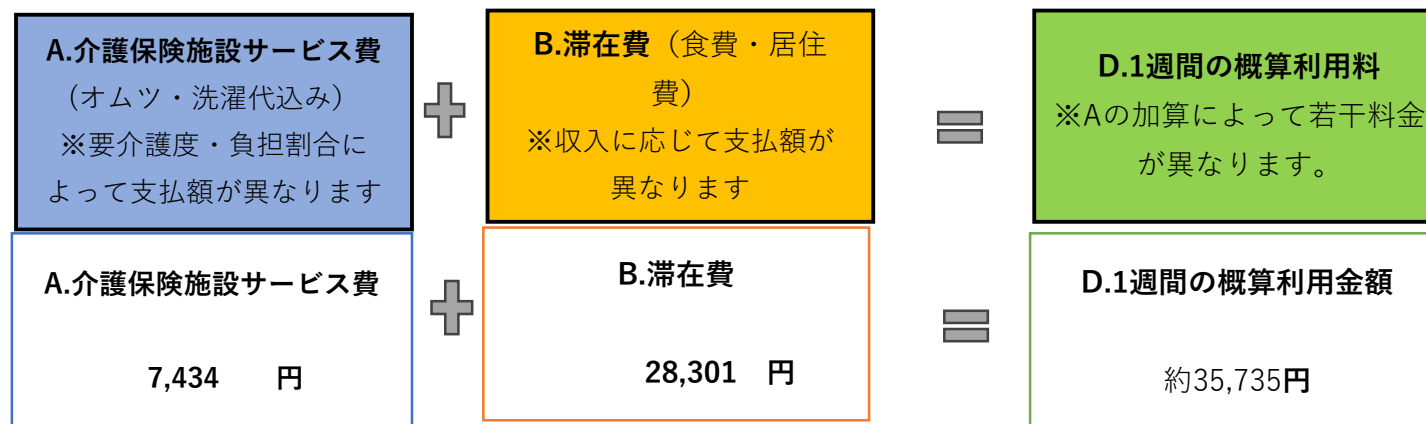 A.介護保険施設サービス費
（オムツ・洗濯代込み）
※要介護度・負担割合に
よって支払額が異なります
B.滞在費（食費・居住
費）
※収入に応じて支払額が
異なります
D.1週間の概算利用料
※Aの加算によって若干料金
が異なります。
A.介護保険施設サービス費
7,434　円
B.滞在費
28,301　円
D.1週間の概算利用金額
約35,735円